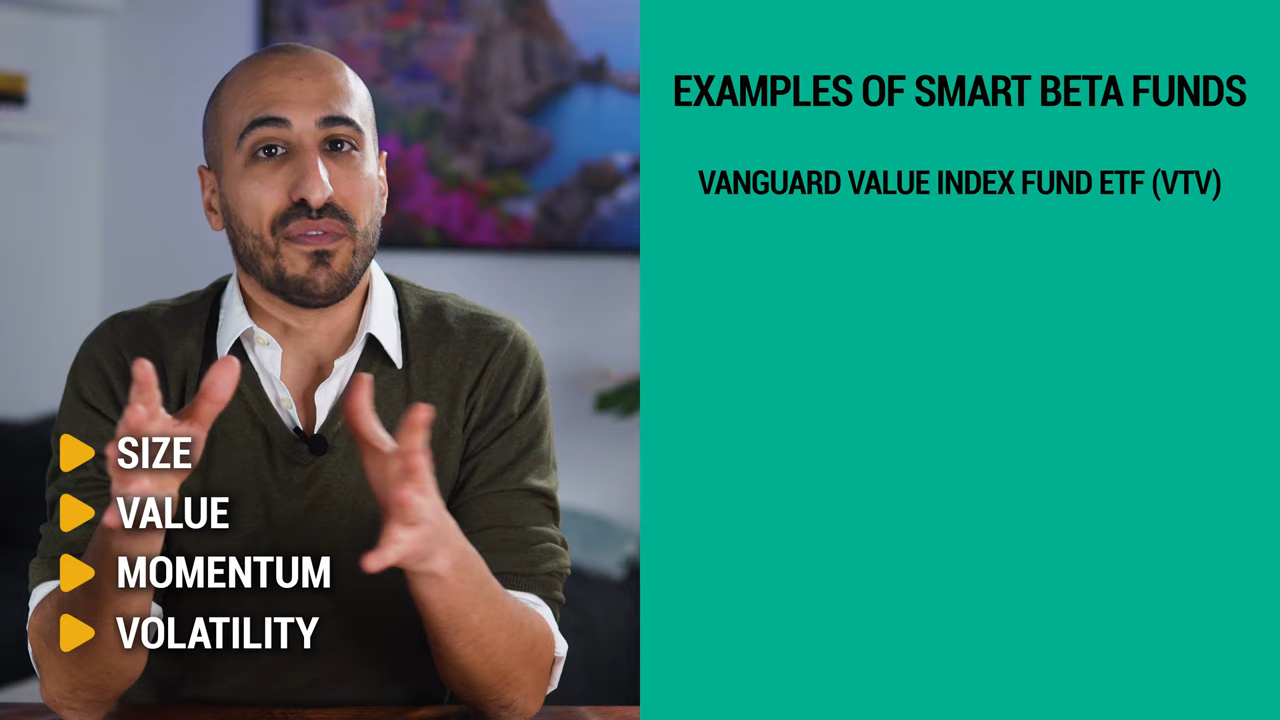 SIZE
VALUE
MOMENTUM
VOLATILITY
EXAMPLES OF SMART BETA FUNDS
VANGUARD VALUE INDEX FUND ETF (VTV)